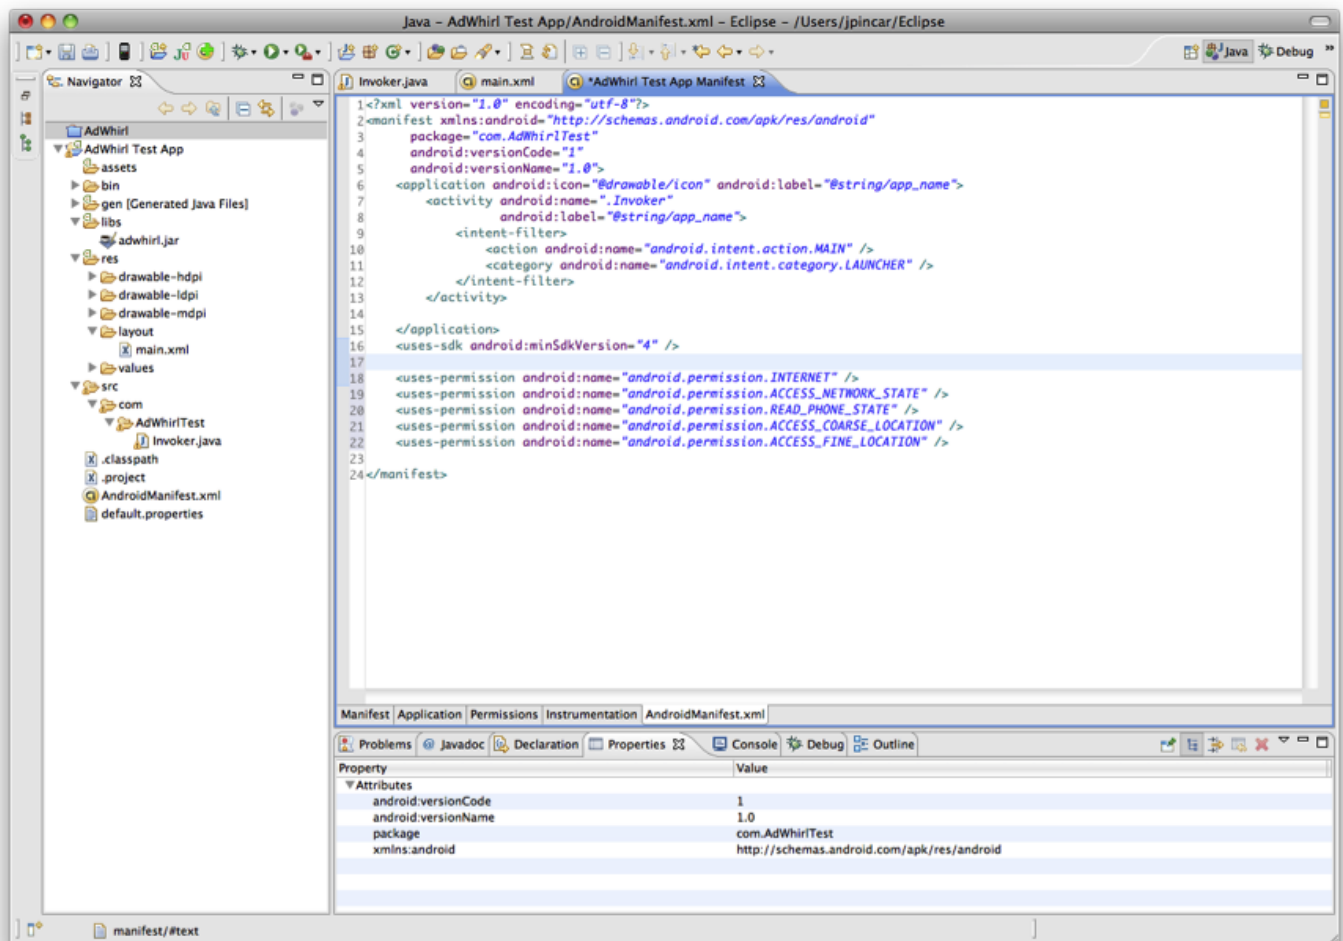 Java – AdWhirl Test App/AndroidManifest.xml – Eclipse – /Users/jpincar/Eclipse
Java Debug »
Navigator
AdWhirl
AdWhirl Test App
assets
bin
gen [Generated Java Files]
libs
adwhirl.jar
res
drawable-hdpi
drawable-ldpi
drawable-mdpi
layout
main.xml
values
src
com
AdWhirlTest
Invoker.java
.classpath
.project
AndroidManifest.xml
default.properties
Invoker.java main.xml *AdWhirl Test App Manifest
1 <?xml version="1.0" encoding="utf-8"?>
2 <manifest xmlns:android="http://schemas.android.com/apk/res/android"
3 package="com.AdWhirlTest"
4 android:versionCode="1"
5 android:versionName="1.0">
6 <application android:icon="@drawable/icon" android:label="@string/app_name">
7 <activity android:name=".Invoker"
8 android:label="@string/app_name">
9 <intent-filter>
10 <action android:name="android.intent.action.MAIN" />
11 <category android:name="android.intent.category.LAUNCHER" />
12 </intent-filter>
13 </activity>
14
15 </application>
16 <uses-sdk android:minSdkVersion="4" />
17
18 <uses-permission android:name="android.permission.INTERNET" />
19 <uses-permission android:name="android.permission.ACCESS_NETWORK_STATE" />
20 <uses-permission android:name="android.permission.READ_PHONE_STATE" />
21 <uses-permission android:name="android.permission.ACCESS_COARSE_LOCATION" />
22 <uses-permission android:name="android.permission.ACCESS_FINE_LOCATION" />
23
24 </manifest>
Manifest Application Permissions Instrumentation AndroidManifest.xml
Problems Javadoc Declaration Properties Console Debug Outline
Property Value
Attributes
android:versionCode 1
android:versionName 1.0
package com.AdWhirlTest
xmlns:android http://schemas.android.com/apk/res/android
manifest/#text